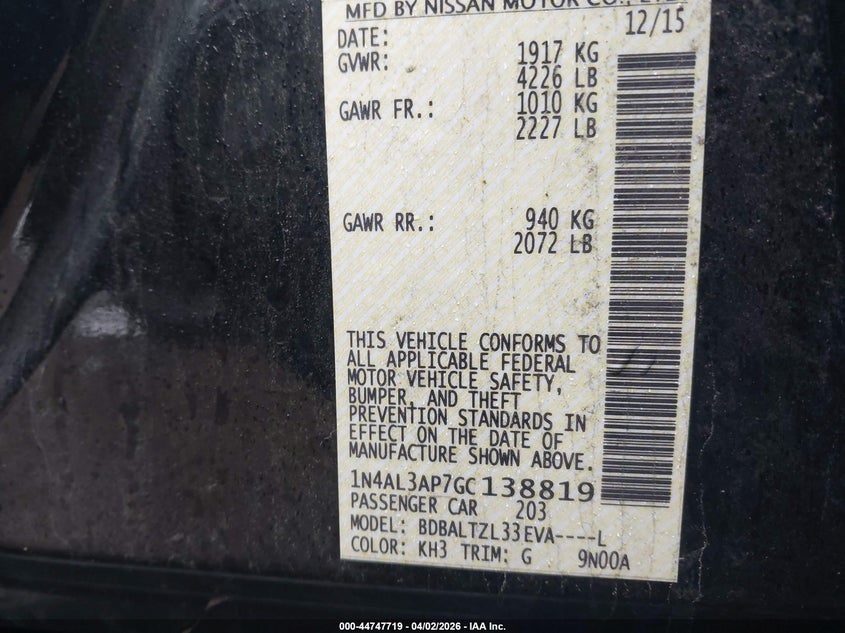 MFD BY NISSAN MOTOR CO., LTD.
DATE: 12/15
GVWR: 1917 KG
4226 LB
GAWR FR.: 1010 KG
2227 LB
GAWR RR.: 940 KG
2072 LB
THIS VEHICLE CONFORMS TO
ALL APPLICABLE FEDERAL
MOTOR VEHICLE SAFETY,
BUMPER, AND THEFT
PREVENTION STANDARDS IN
EFFECT ON THE DATE OF
MANUFACTURE SHOWN ABOVE.
1N4AL3AP7GC138819
PASSENGER CAR 203
MODEL: BDBALTZL33EVA----L
COLOR: KH3 TRIM: G 9N00A
000-44747719 - 04/02/2026 - IAA Inc.